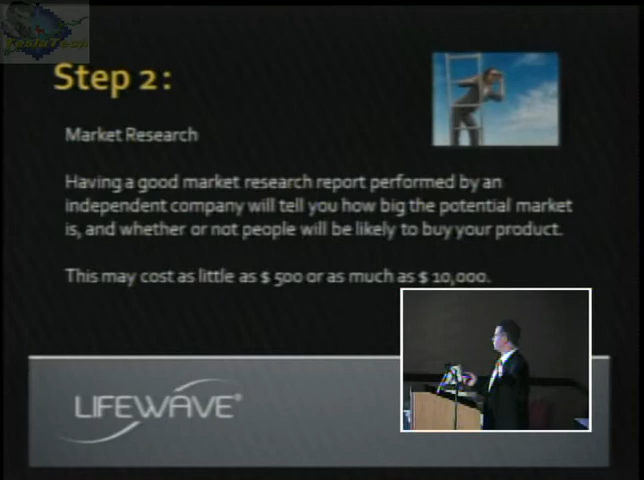 TeslaTech
Step 2:
Market Research
Having a good market research report performed by an
independent company will tell you how big the potential market
is, and whether or not people will be likely to buy your product.
This may cost as little as $ 500 or as much as $ 10,000.
LIFEWAVE®